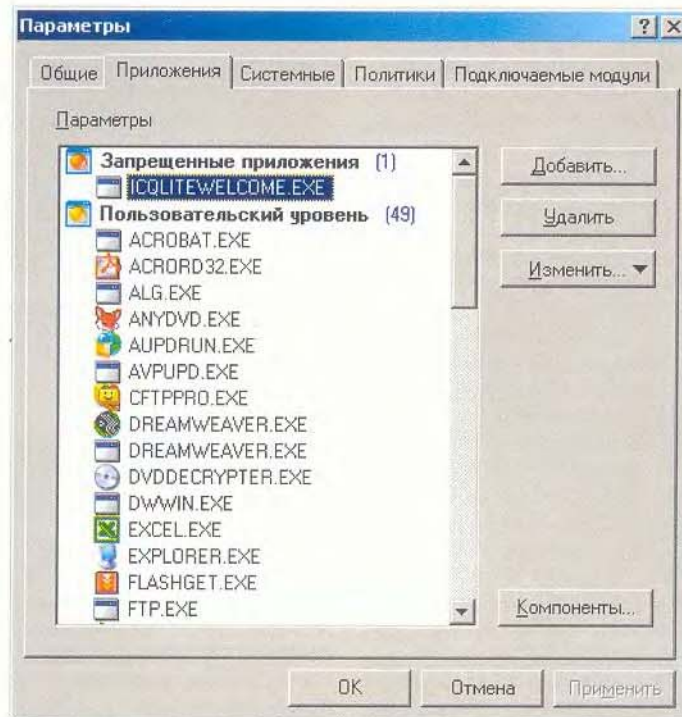 Параметры
Общие Приложения Системные Политики Подключаемые модули
Параметры
Запрещенные приложения (1)
ICQLITEWELCOME.EXE
Пользовательский уровень (49)
ACROBAT.EXE
ACRORD32.EXE
ALG.EXE
ANYDVD.EXE
AUPDRUN.EXE
AVPUPD.EXE
CFTPPRO.EXE
DREAMWEAVER.EXE
DREAMWEAVER.EXE
DVDDECRYPTER.EXE
DWWIN.EXE
EXCEL.EXE
EXPLORER.EXE
FLASHGET.EXE
FTP.EXE
Добавить...
Удалить
Изменить...
Компоненты...
OK Отмена Применить